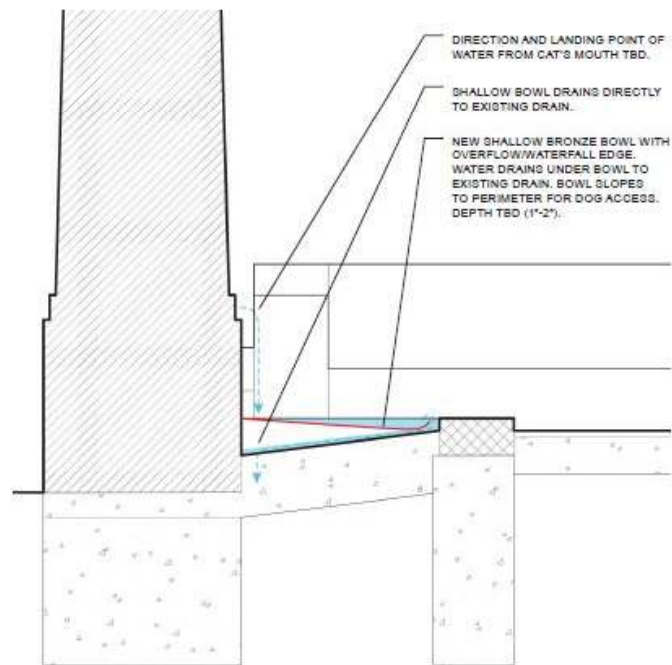 DIRECTION AND LANDING POINT OF
WATER FROM CAT'S MOUTH TBD.
SHALLOW BOWL DRAINS DIRECTLY
TO EXISTING DRAIN.
NEW SHALLOW BRONZE BOWL WITH
OVERFLOW/WATERFALL EDGE.
WATER DRAINS UNDER BOWL TO
EXISTING DRAIN. BOWL SLOPES
TO PERIMETER FOR DOG ACCESS.
DEPTH TBD (1"-2").